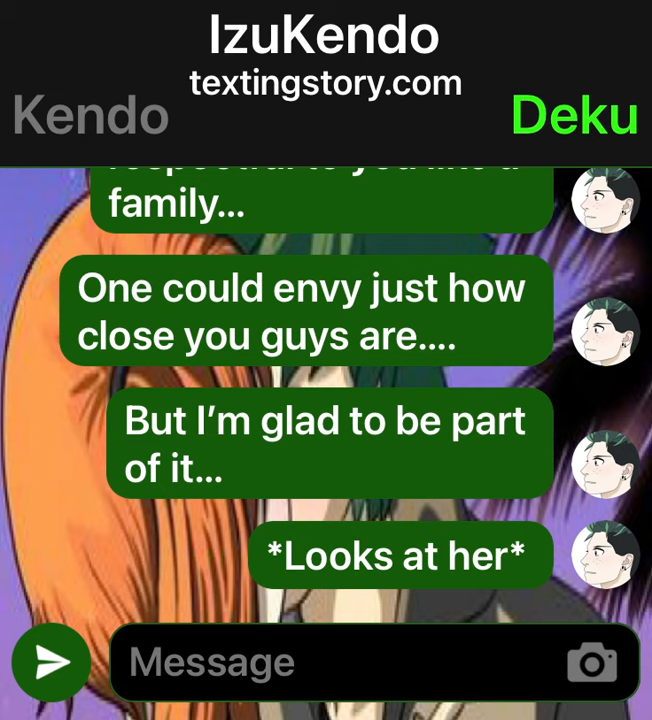 IzuKendo
textingstory.com
Kendo
Deku
family...
One could envy just how
close you guys are....
But I’m glad to be part
of it...
*Looks at her*
Message